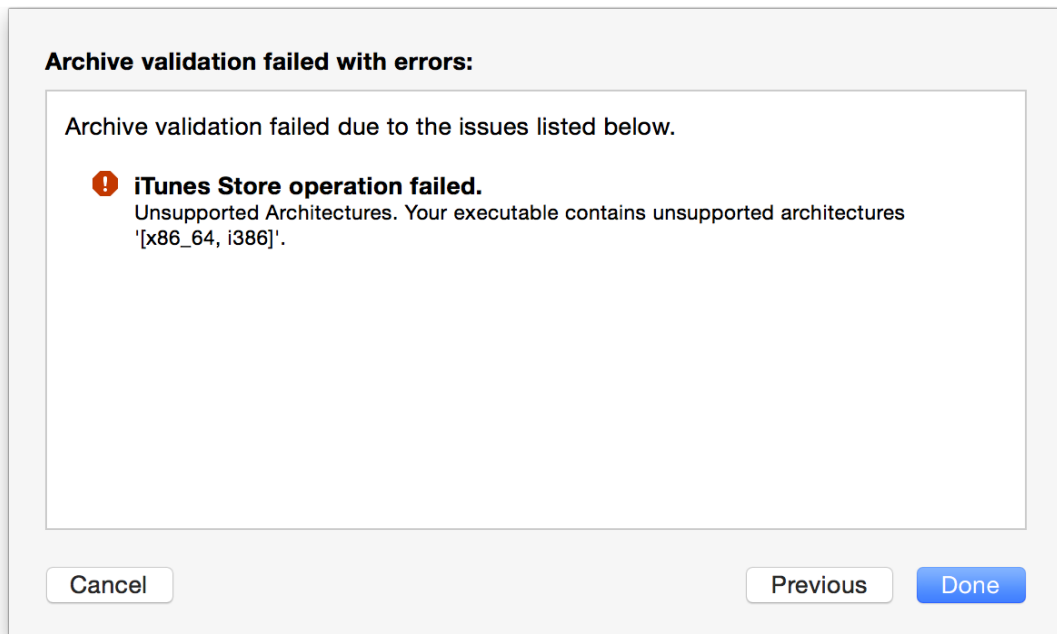 Archive validation failed with errors:
Archive validation failed due to the issues listed below.
iTunes Store operation failed.
Unsupported Architectures. Your executable contains unsupported architectures
'[x86_64, i386]'.
Cancel
Previous
Done